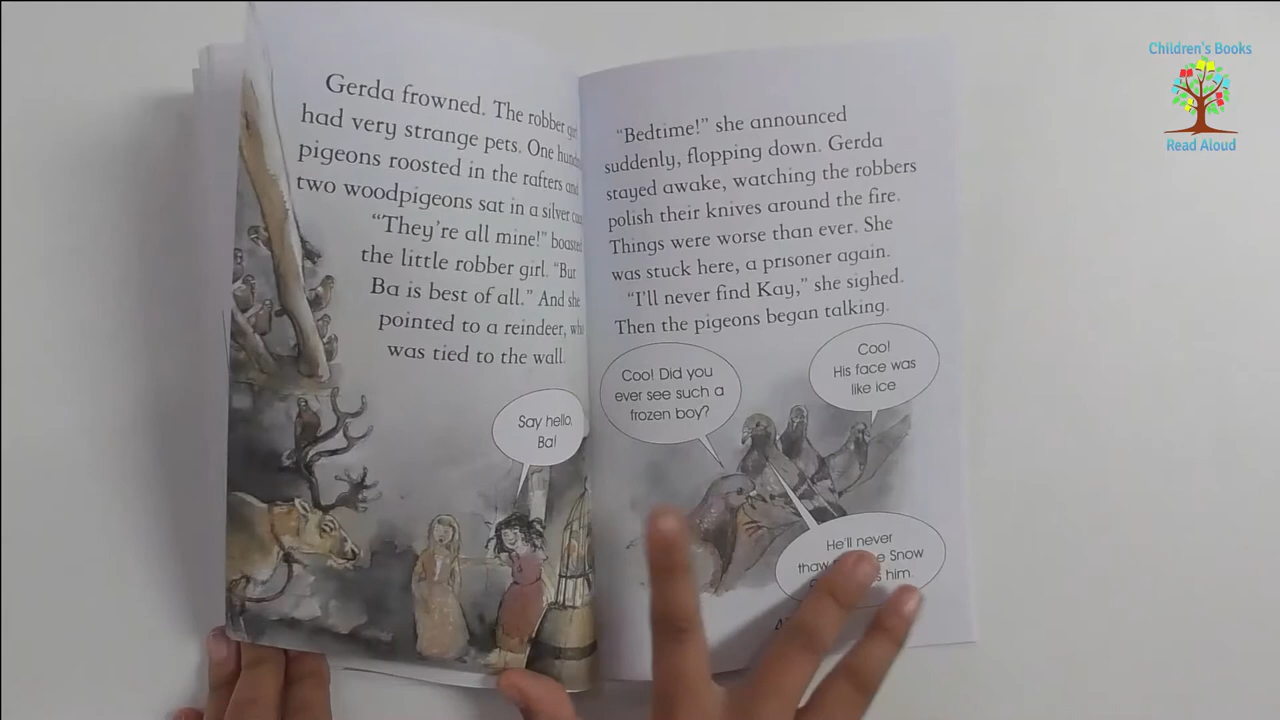 Gerda frowned. The robber
had very strange pets. One
pigeons roosted in the rafters and
two woodpigeons sat in a silver
“They’re all mine!” boasted
the little robber girl. “But
Ba is best of all.” And she
pointed to a reindeer, who
was tied to the wall.
Say hello,
Ba!
“Bedtime!” she announced
suddenly, flopping down. Gerda
stayed awake, watching the robbers
polish their knives around the fire.
Things were worse than ever. She
was stuck here, a prisoner again.
“I’ll never find Kay,” she sighed.
Then the pigeons began talking.
Coo! Did you
ever see such a
frozen boy?
Coo!
His face was
like ice
He’ll never
Snow
him.
Children's Books
Read Aloud